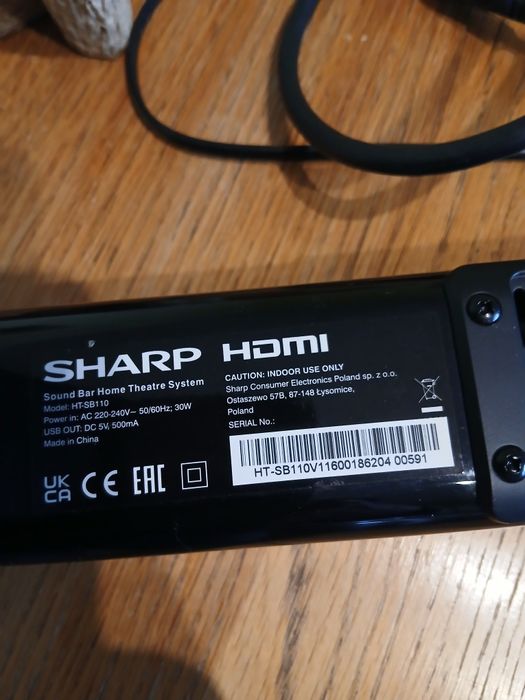 SHARP HDMI
Sound Bar Home Theatre System
Model: HT-SB110
Power in: AC 220-240V~ 50/60Hz; 30W
USB OUT: DC 5V, 500mA
Made in China
UK
CA CE EAC
CAUTION: INDOOR USE ONLY
Sharp Consumer Electronics Poland sp. z o.o.
Ostaszewo 57B, 87-148 Łysomice,
Poland
SERIAL No.:
HT-SB110V11600186204 00591